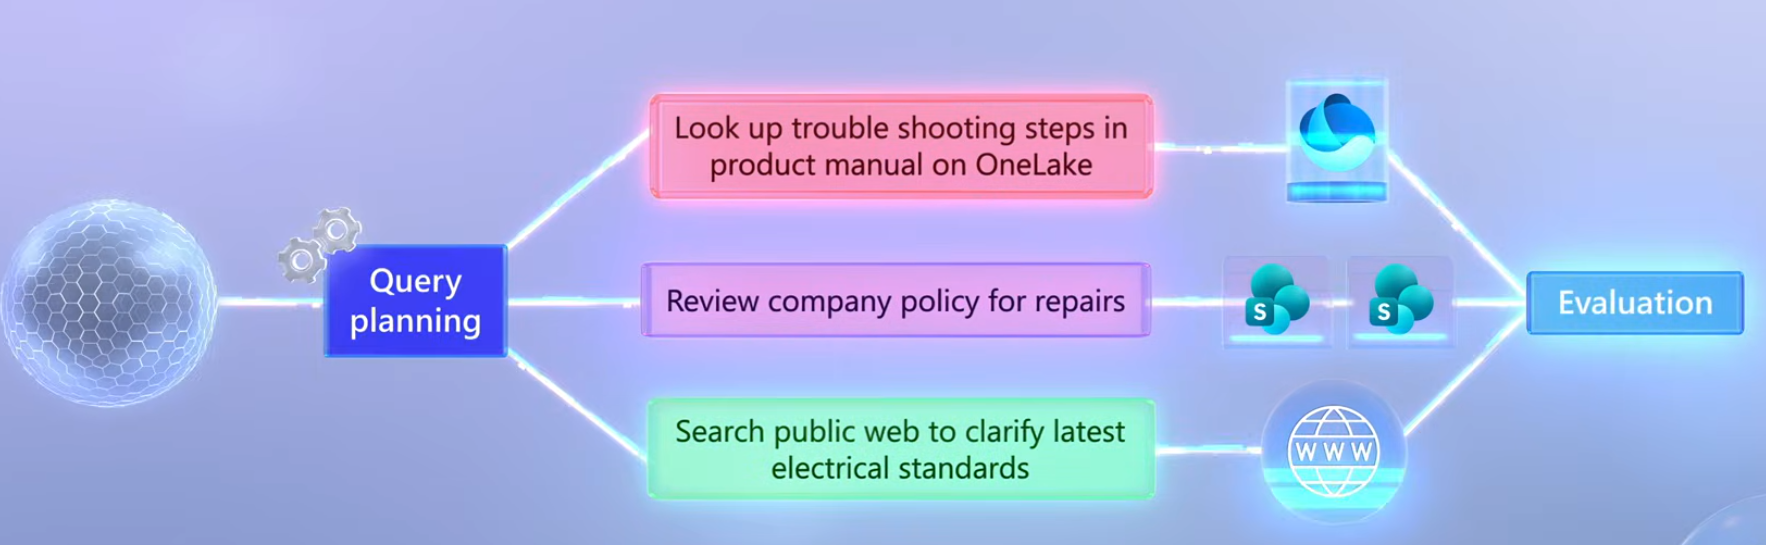 Look up trouble shooting steps in
product manual on OneLake
Query
planning
Review company policy for repairs
S
S
Evaluation
Search public web to clarify latest
electrical standards
WWW